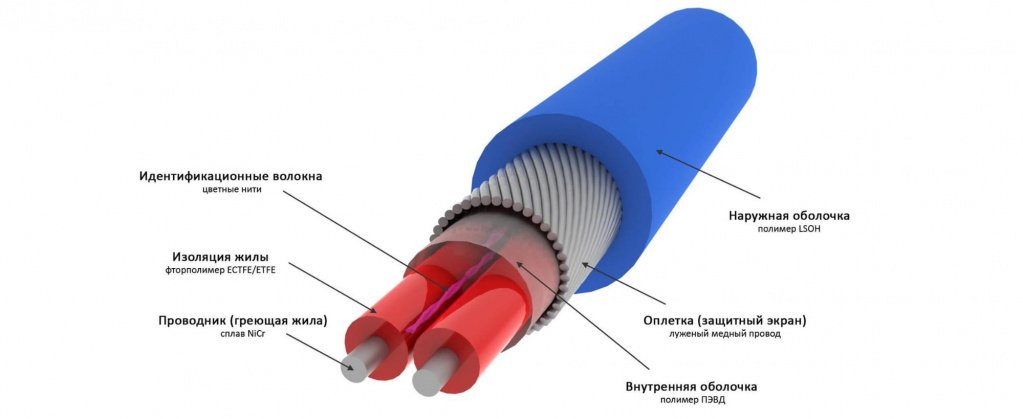 Идентификационные волокна
цветные нити
Изоляция жилы
фторполимер ECTFE/ETFE
Проводник (греющая жила)
сплав NiCr
Наружная оболочка
полимер LSOH
Оплетка (защитный экран)
луженый медный провод
Внутренняя оболочка
полимер ПЭВД